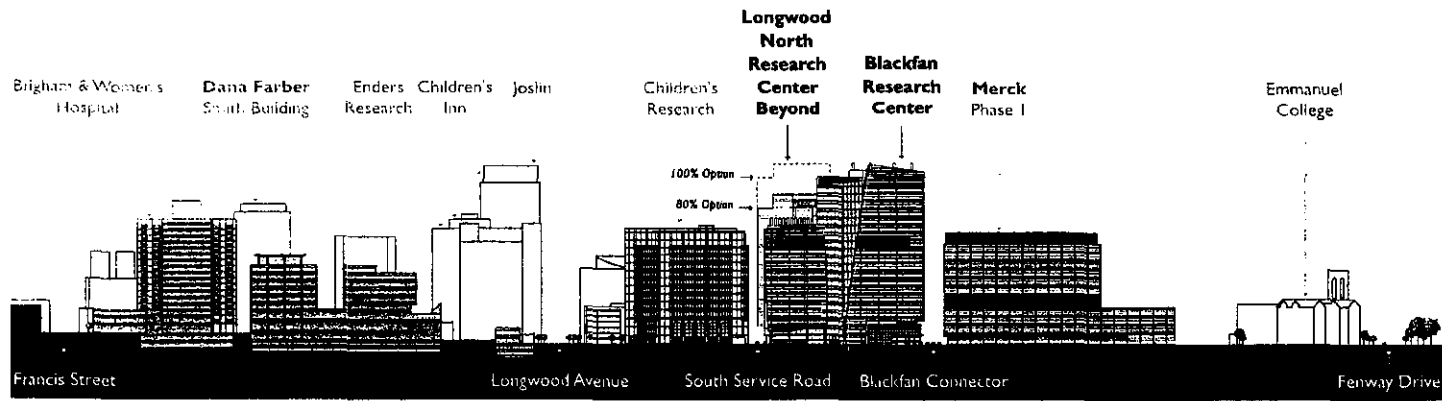 Brigham & Women's
Hospital
Dana Farber
Smith Building
Enders
Research
Children's
Inn
Joslin
Children's
Research
Longwood
North
Research
Center
Beyond
Blackfan
Research
Center
Merck
Phase I
Emmanuel
College
100% Option
80% Option
Francis Street
Longwood Avenue
South Service Road
Blackfan Connector
Fenway Drive